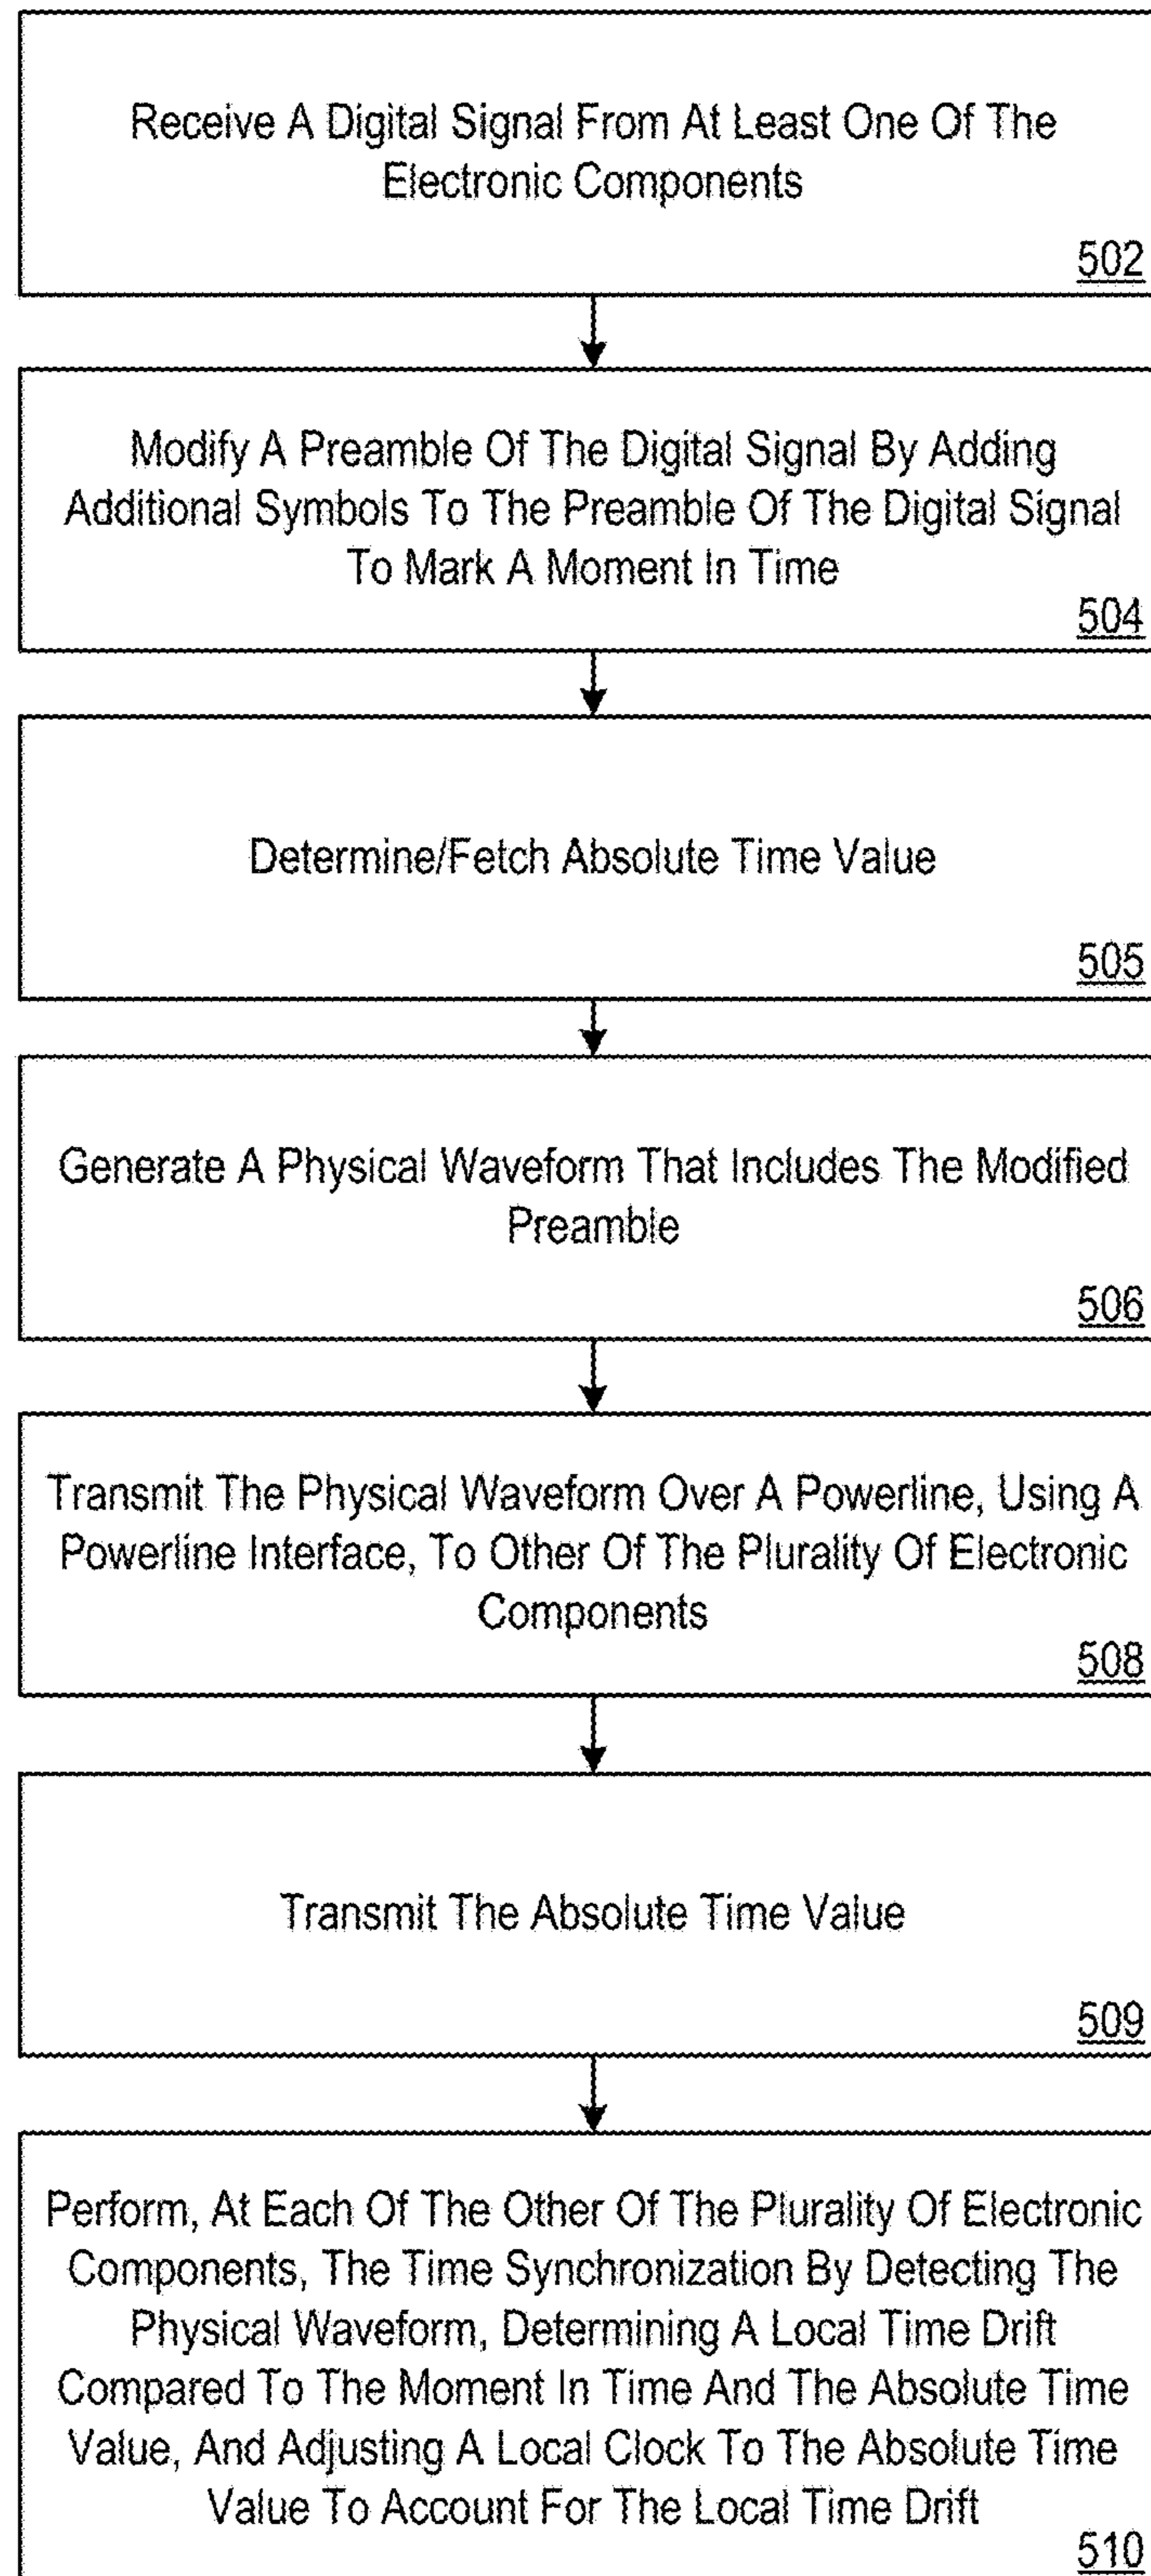 Receive A Digital Signal From At Least One Of The
Electronic Components
502
Modify A Preamble Of The Digital Signal By Adding
Additional Symbols To The Preamble Of The Digital Signal
To Mark A Moment In Time
504
Determine/Fetch Absolute Time Value
505
Generate A Physical Waveform That Includes The Modified
Preamble
506
Transmit The Physical Waveform Over A Powerline, Using A
Powerline Interface, To Other Of The Plurality Of Electronic
Components
508
Transmit The Absolute Time Value
509
Perform, At Each Of The Other Of The Plurality Of Electronic
Components, The Time Synchronization By Detecting The
Physical Waveform, Determining A Local Time Drift
Compared To The Moment In Time And The Absolute Time
Value, And Adjusting A Local Clock To The Absolute Time
Value To Account For The Local Time Drift
510